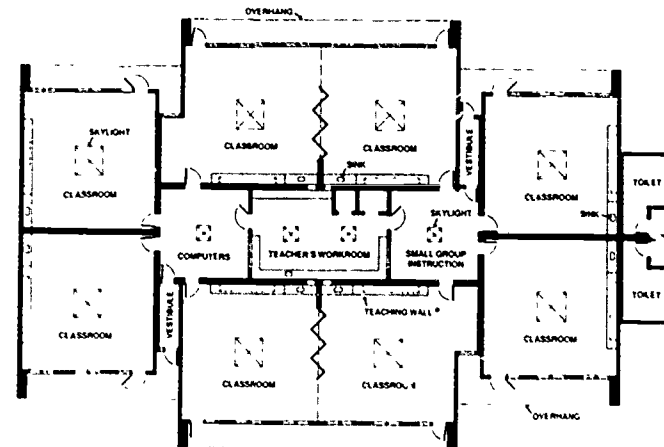 OVERHANG
SKYLIGHT
CLASSROOM
CLASSROOM
CLASSROOM
SINK
VESTIBULE
CLASSROOM
TOILET
SINK
SKYLIGHT
COMPUTERS
TEACHER'S WORKROOM
SMALL GROUP
INSTRUCTION
VESTIBULE
TOILET
TEACHING WALL
CLASSROOM
CLASSROOM
CLASSROOM
OVERHANG